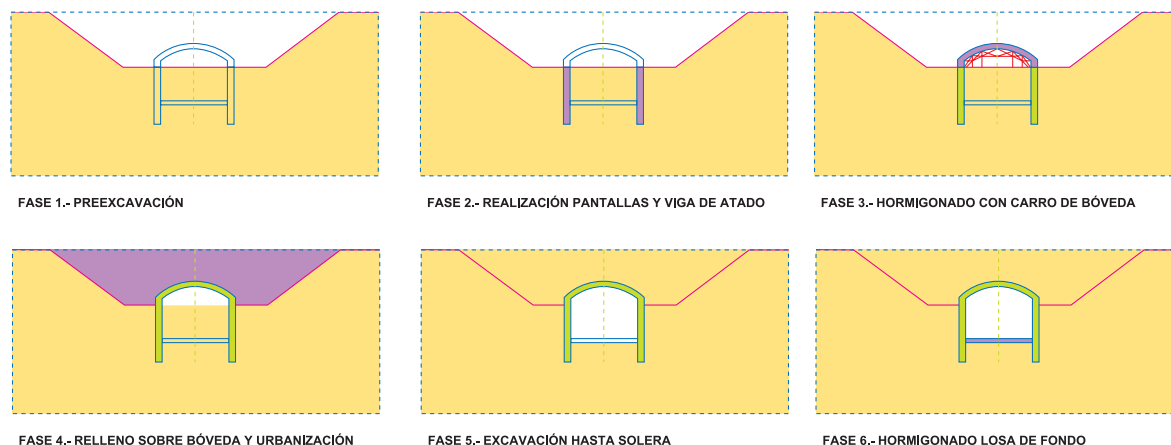 FASE 1.- PREEXCAVACIÓN
FASE 2.- REALIZACIÓN PANTALLAS Y VIGA DE ATADO
FASE 3.- HORMIGONADO CON CARRO DE BÓVEDA
FASE 4.- RELLENO SOBRE BÓVEDA Y URBANIZACIÓN
FASE 5.- EXCAVACIÓN HASTA SOLERA
FASE 6.- HORMIGONADO LOSA DE FONDO